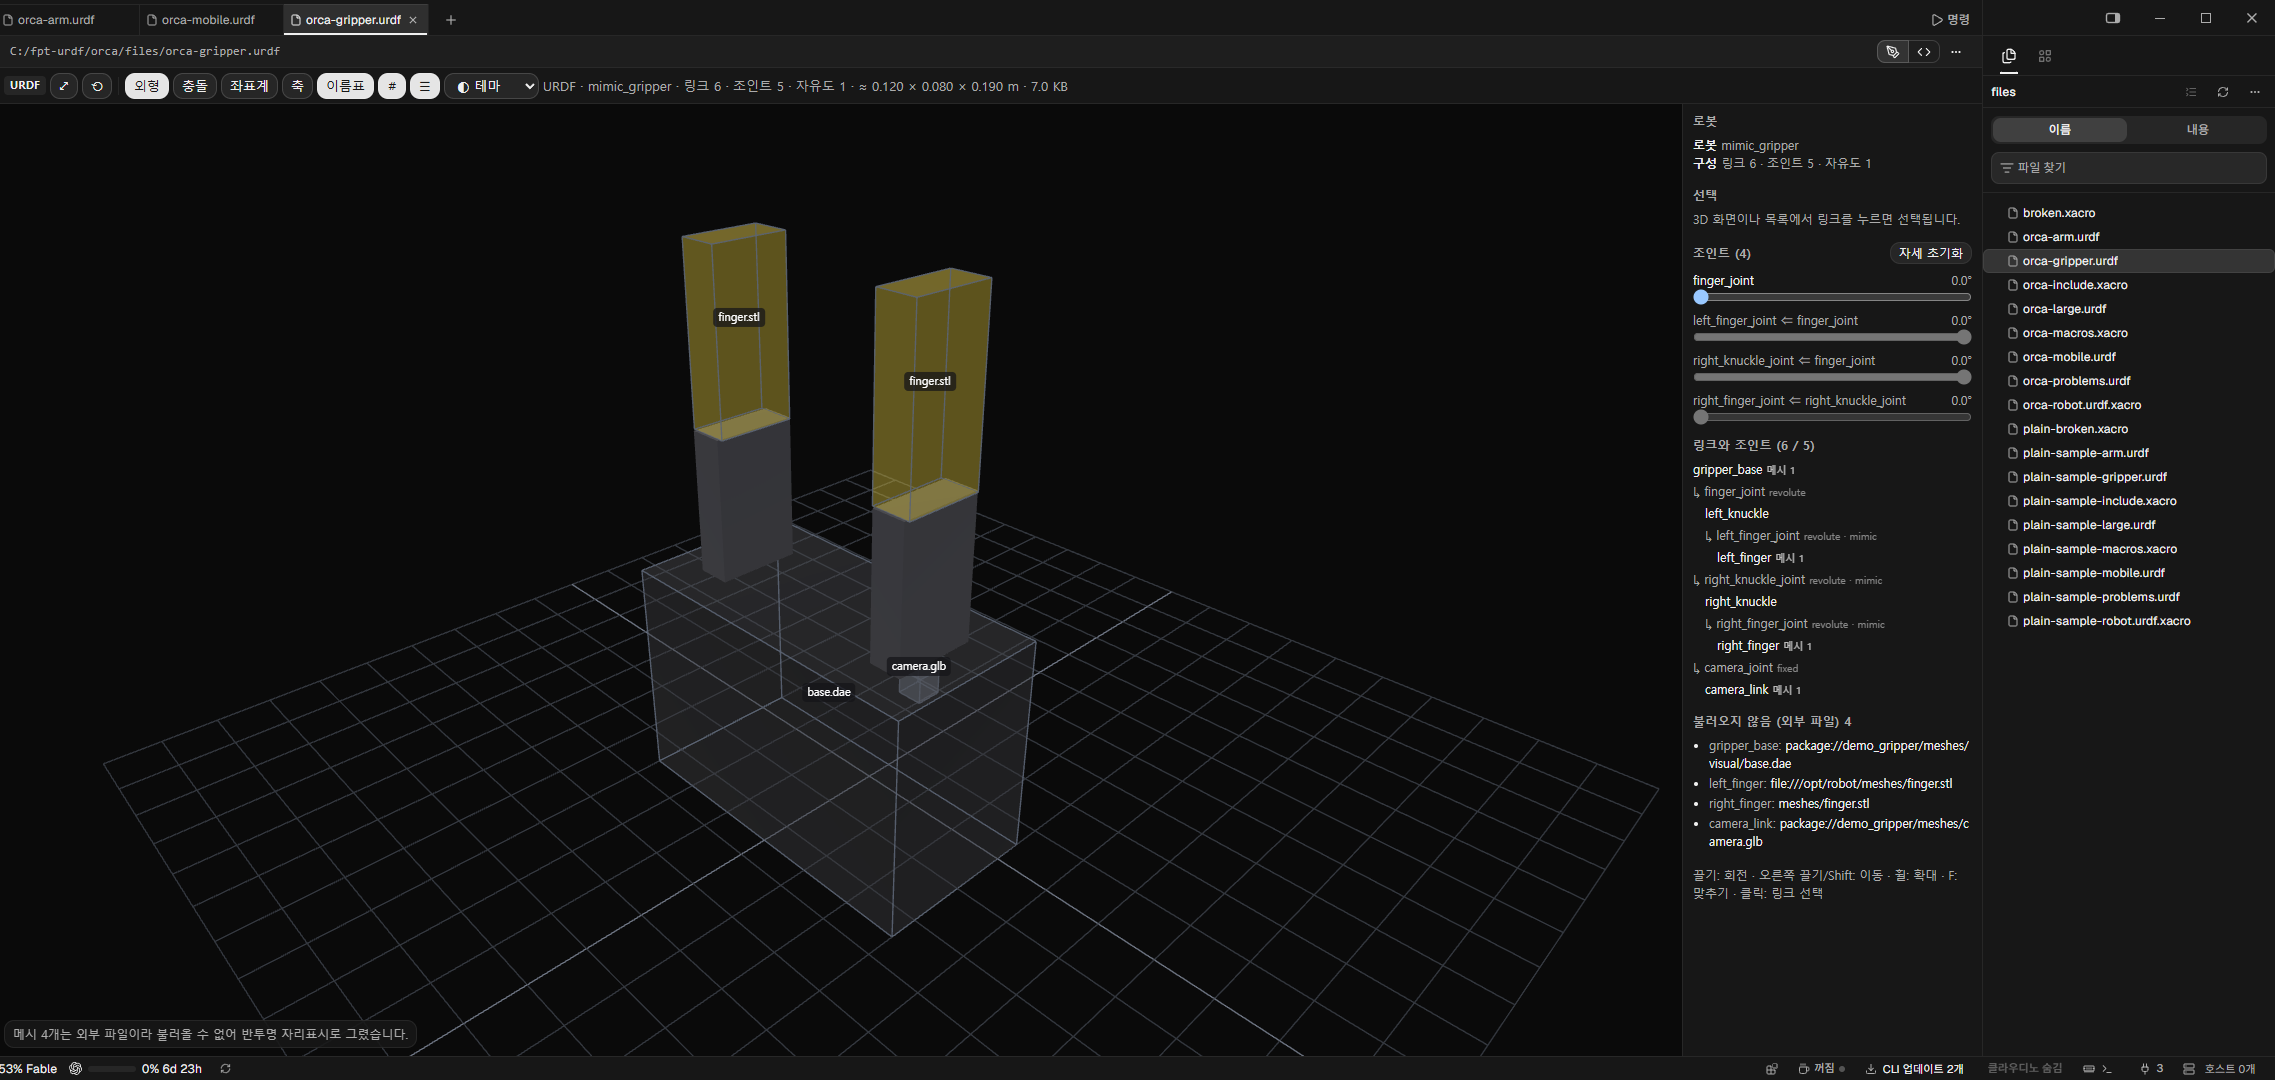 orca-arm.urdf
orca-mobile.urdf
orca-gripper.urdf
명령
C:/fpt-urdf/orca/files/orca-gripper.urdf
URDF
외형
충돌
좌표계
축
이름표
#
테마
URDF · mimic_gripper · 링크 6 · 조인트 5 · 자유도 1 · ≈ 0.120 × 0.080 × 0.190 m · 7.0 KB
finger.stl
finger.stl
camera.glb
base.dae
메시 4개는 외부 파일이라 불러올 수 없어 반투명 자리표시로 그렸습니다.
로봇
로봇 mimic_gripper
구성 링크 6 · 조인트 5 · 자유도 1
선택
3D 화면이나 목록에서 링크를 누르면 선택됩니다.
조인트 (4)
자세 초기화
finger_joint 0.0°
left_finger_joint ⇐ finger_joint 0.0°
right_knuckle_joint ⇐ finger_joint 0.0°
right_finger_joint ⇐ right_knuckle_joint 0.0°
링크와 조인트 (6 / 5)
gripper_base 메시 1
↳ finger_joint revolute
left_knuckle
↳ left_finger_joint revolute · mimic
left_finger 메시 1
↳ right_knuckle_joint revolute · mimic
right_knuckle
↳ right_finger_joint revolute · mimic
right_finger 메시 1
↳ camera_joint fixed
camera_link 메시 1
불러오지 않음 (외부 파일) 4
• gripper_base: package://demo_gripper/meshes/
visual/base.dae
• left_finger: file:///opt/robot/meshes/finger.stl
• right_finger: meshes/finger.stl
• camera_link: package://demo_gripper/meshes/c
amera.glb
끌기: 회전 · 오른쪽 끌기/Shift: 이동 · 휠: 확대 · F:
맞추기 · 클릭: 링크 선택
files
이름
내용
파일 찾기
broken.xacro
orca-arm.urdf
orca-gripper.urdf
orca-include.xacro
orca-large.urdf
orca-macros.xacro
orca-mobile.urdf
orca-problems.urdf
orca-robot.urdf.xacro
plain-broken.xacro
plain-sample-arm.urdf
plain-sample-gripper.urdf
plain-sample-include.xacro
plain-sample-large.urdf
plain-sample-macros.xacro
plain-sample-mobile.urdf
plain-sample-problems.urdf
plain-sample-robot.urdf.xacro
53% Fable
0% 6d 23h
꺼짐
CLI 업데이트 2개
클라우디노 숨김
3
호스트 0개